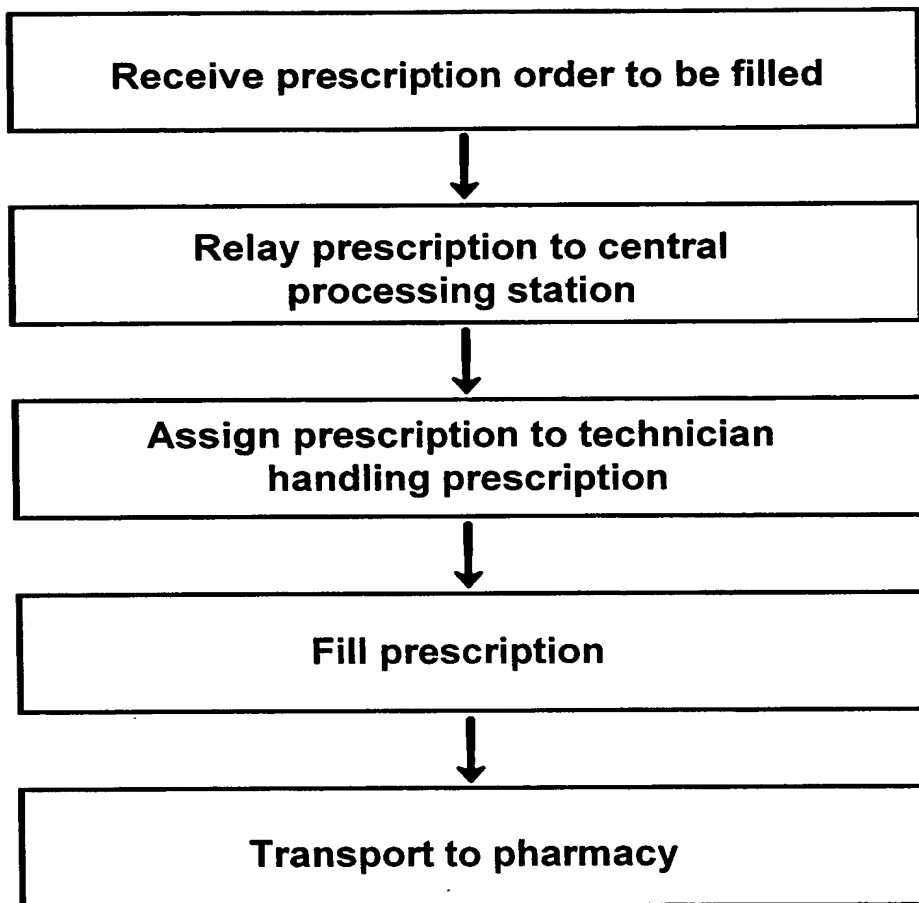 Receive prescription order to be filled
Relay prescription to central
processing station
Assign prescription to technician
handling prescription
Fill prescription
Transport to pharmacy